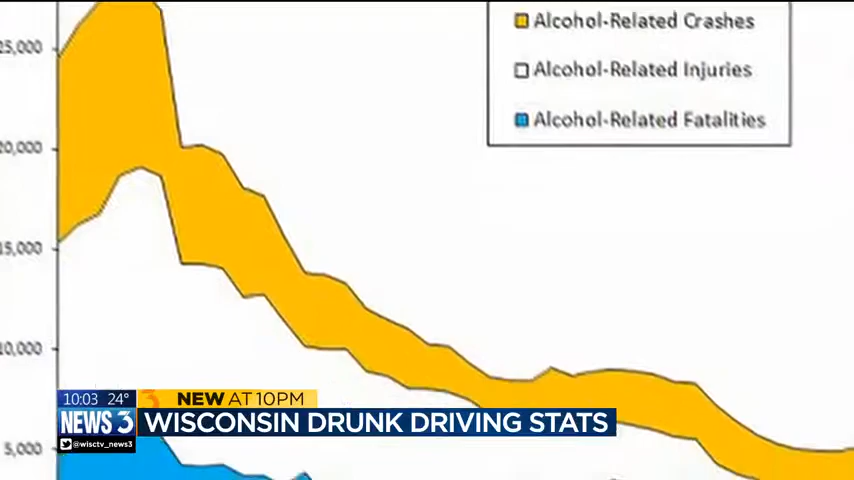 Alcohol-Related Crashes
Alcohol-Related Injuries
Alcohol-Related Fatalities
25,000
20,000
15,000
10,000
5,000
10:03 24°
3 NEW AT 10PM
NEWS 3 WISCONSIN DRUNK DRIVING STATS
@wisctv_news3